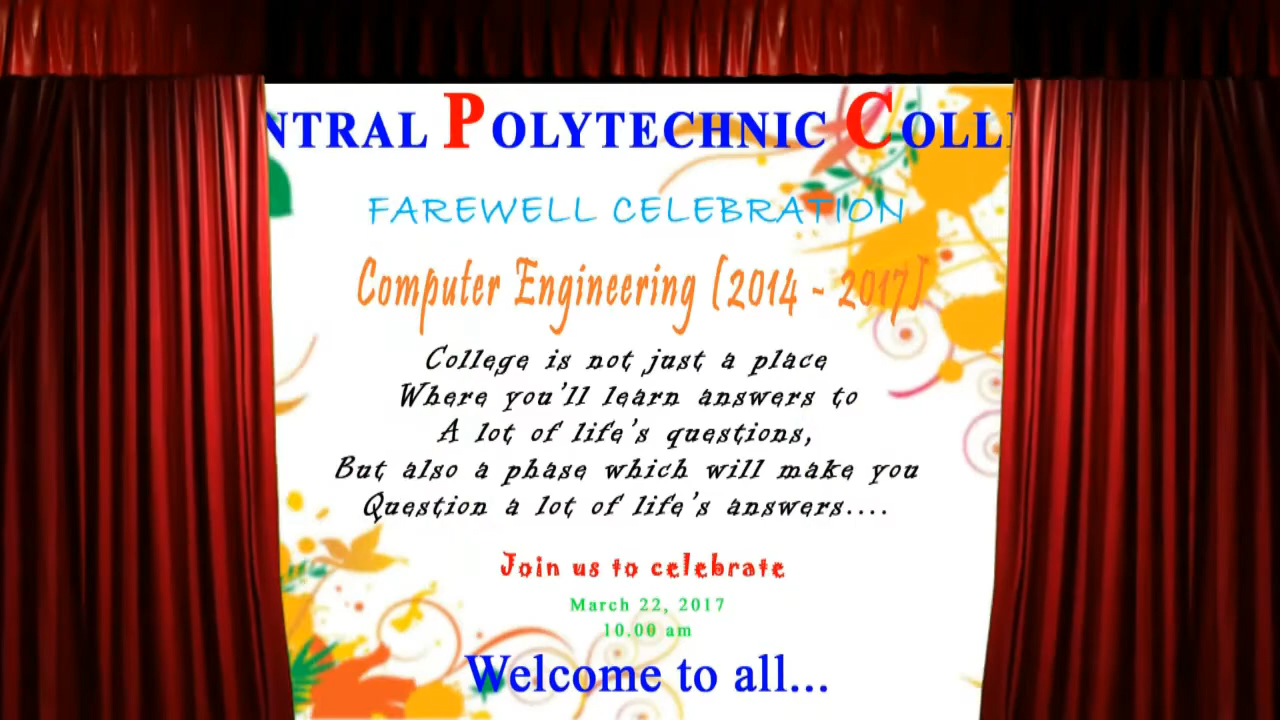 NTRAL POLYTECHNIC COLL
FAREWELL CELEBRATION
Computer Engineering [2014 - 2017]
College is not just a place
Where you'll learn answers to
A lot of life's questions,
But also a phase which will make you
Question a lot of life's answers....
Join us to celebrate
March 22, 2017
10.00 am
Welcome to all...